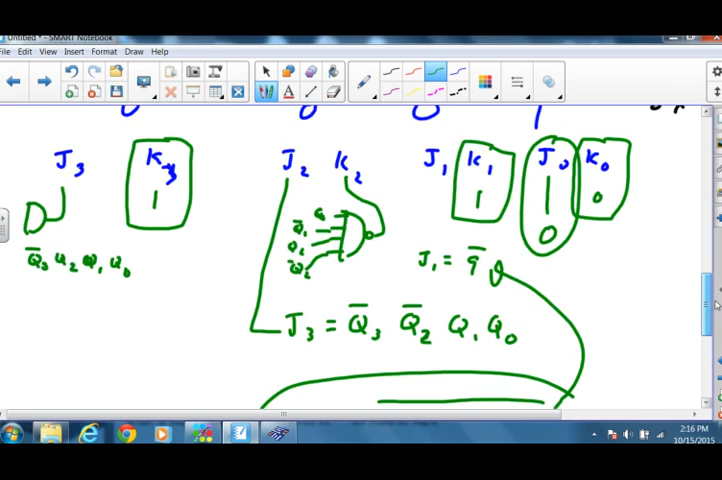 Untitled * - SMART Notebook
File Edit View Insert Format Tools Draw Help
J₃ K₃ J₂ K₂ J₁ K₁ J₀ K₀
1 1 0
0
Q̄₁
Q̄₂
J₁ = q̄
Q̄₃ Q₂ Q₁ Q₀
J₃ = Q̄₃ Q̄₂ Q₁ Q₀
2:16 PM
10/15/2015